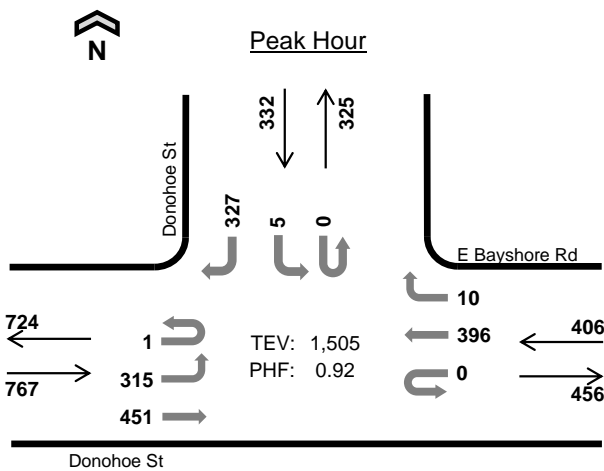 N
Peak Hour
332
325
Donohoe St
327
5
0
E Bayshore Rd
10
724
1
TEV: 1,505
396
406
767
315
PHF: 0.92
0
456
451
Donohoe St